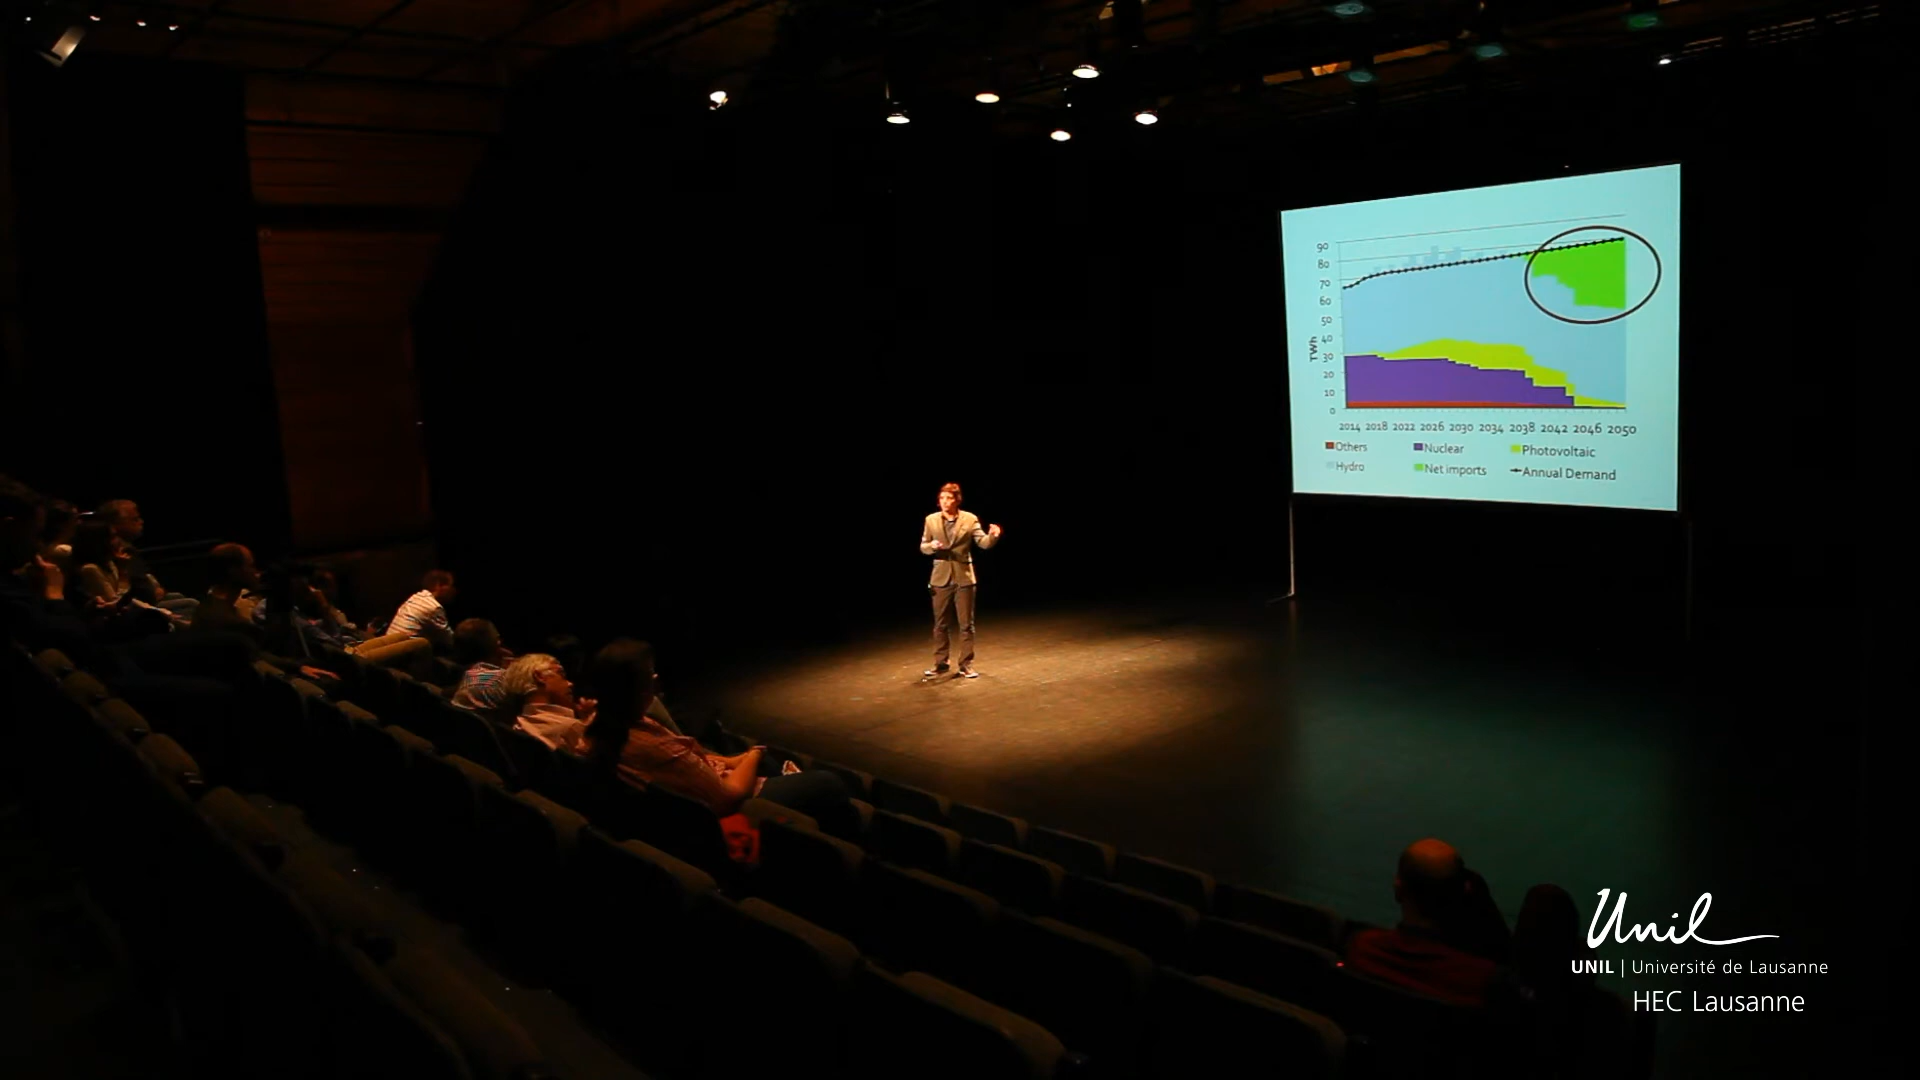 90
80
70
60
50
40
30
20
10
0
TWh
2014 2018 2022 2026 2030 2034 2038 2042 2046 2050
Others Nuclear Photovoltaic
Hydro Net imports Annual Demand
Unil
UNIL | Université de Lausanne
HEC Lausanne